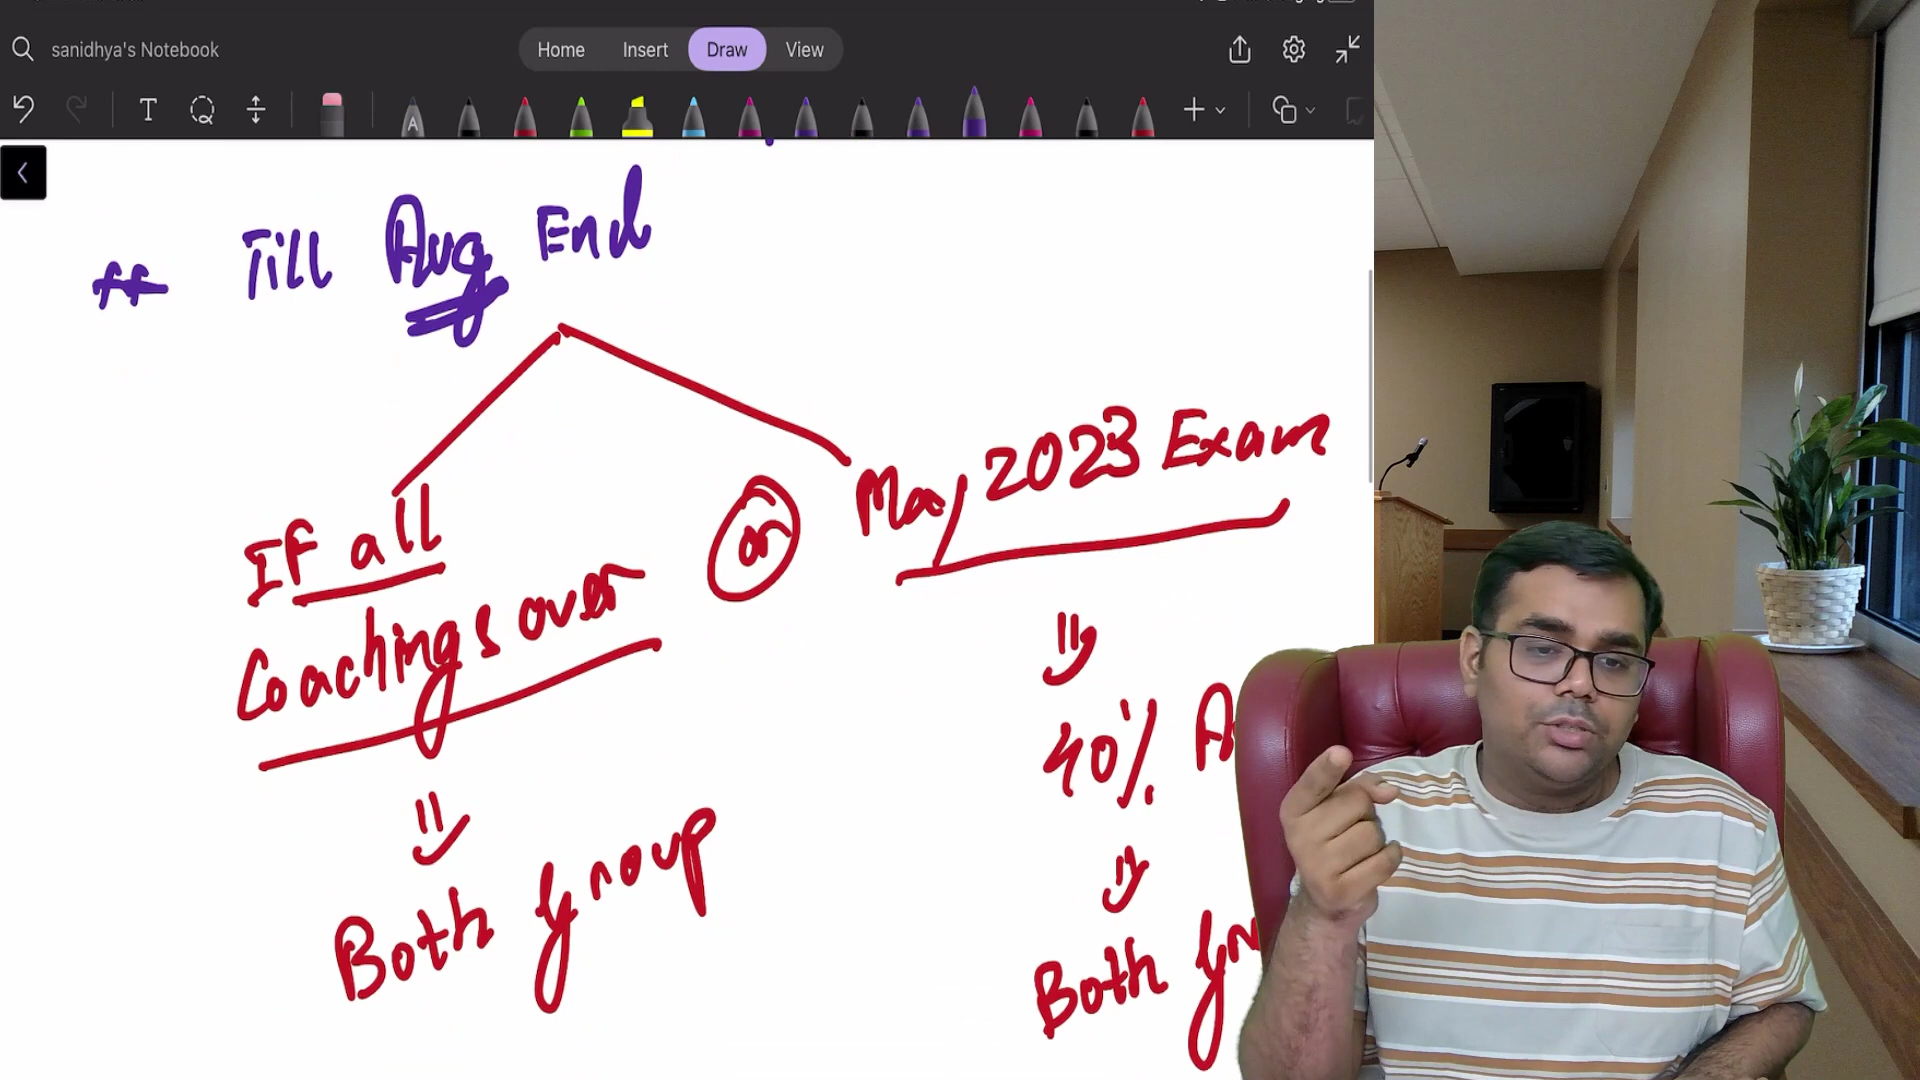 sanidhya's Notebook
Home Insert Draw View
T
A
** Till Aug End
If all
Coachings over
or
May 2023 Exam
40%
Both Group
Both